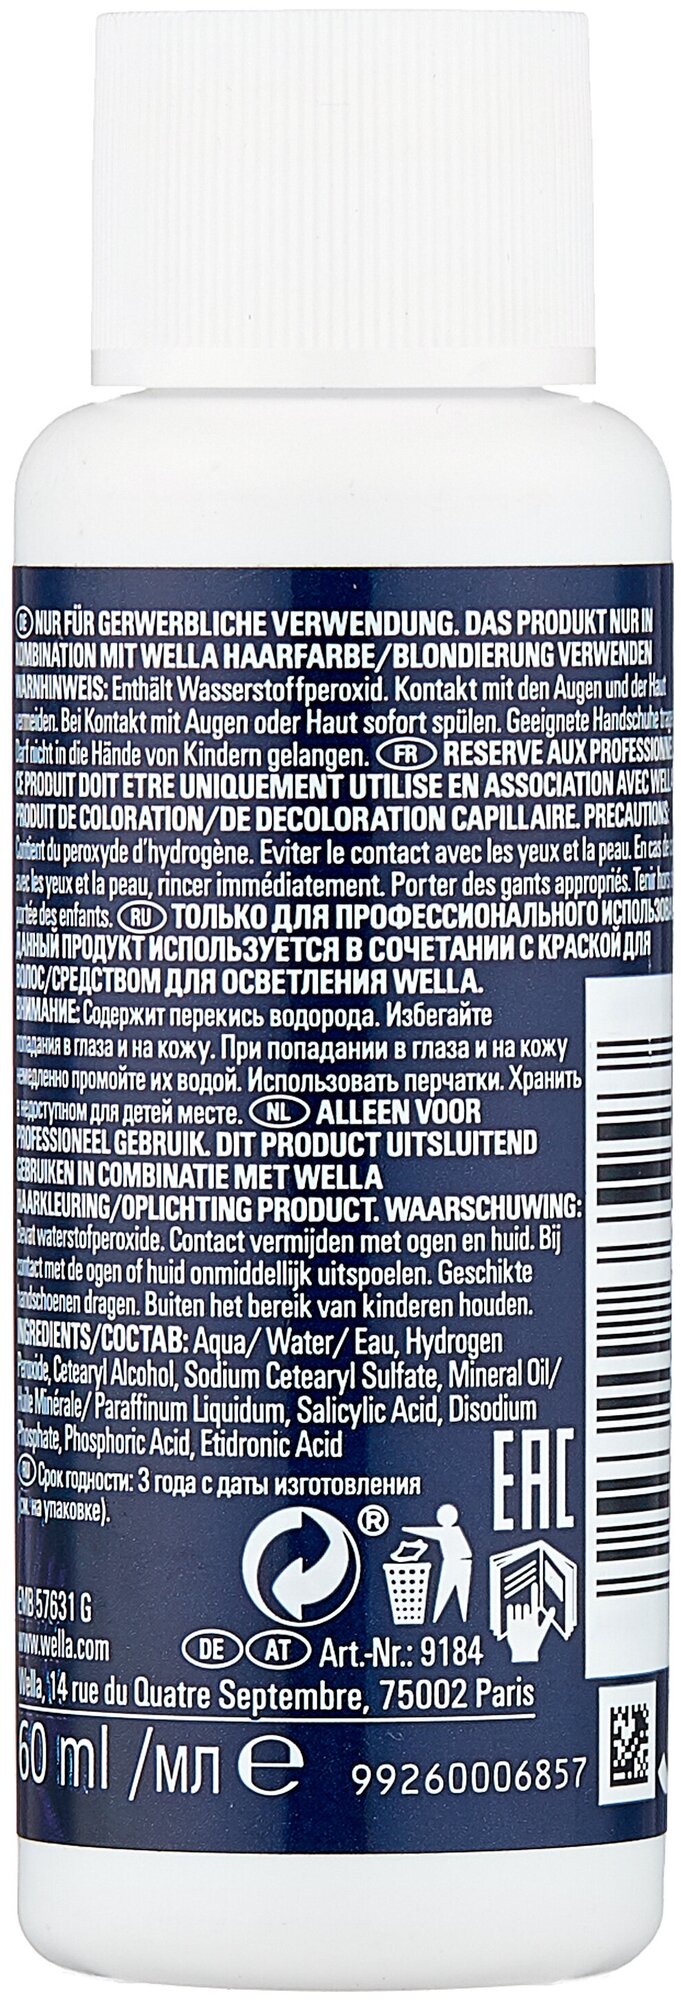 DE NUR FÜR GERWERBLICHE VERWENDUNG. DAS PRODUKT NUR IN
KOMBINATION MIT WELLA HAARFARBE/BLONDIERUNG VERWENDEN
WARNHINWEIS: Enthält Wasserstoffperoxid. Kontakt mit den Augen und der Haut
vermeiden. Bei Kontakt mit Augen oder Haut sofort spülen. Geeignete Handschuhe
Darf nicht in die Hände von Kindern gelangen. FR RESERVE AUX
CE PRODUIT DOIT ETRE UNIQUEMENT UTILISE EN ASSOCIATION AVEC
PRODUIT DE COLORATION/DE DECOLORATION CAPILLAIRE. PRECAUTIONS:
Contient du peroxyde d'hydrogène. Eviter le contact avec les yeux et la peau. En cas de
avec les yeux et la peau, rincer immédiatement. Porter des gants appropriés. Tenir
portée des enfants. RU ТОЛЬКО ДЛЯ ПРОФЕССИОНАЛЬНОГО
ДАННЫЙ ПРОДУКТ ИСПОЛЬЗУЕТСЯ В СОЧЕТАНИИ С КРАСКОЙ ДЛЯ
ВОЛОС/СРЕДСТВОМ ДЛЯ ОСВЕТЛЕНИЯ WELLA.
ВНИМАНИЕ: Содержит перекись водорода. Избегайте
попадания в глаза и на кожу. При попадании в глаза и на кожу
немедленно промойте их водой. Использовать перчатки. Хранить
в недоступном для детей месте. NL ALLEEN VOOR
PROFESSIONEEL GEBRUIK. DIT PRODUCT UITSLUITEND
GEBRUIKEN IN COMBINATIE MET WELLA
HAARKLEURING/OPLICHTING PRODUCT. WAARSCHUWING:
Bevat waterstofperoxide. Contact vermijden met ogen en huid. Bij
contact met de ogen of huid onmiddellijk uitspoelen. Geschikte
handschoenen dragen. Buiten het bereik van kinderen houden.
INGREDIENTS/СОСТАВ: Aqua/ Water/ Eau, Hydrogen
Peroxide, Cetearyl Alcohol, Sodium Cetearyl Sulfate, Mineral Oil/
Huile Minérale/ Paraffinum Liquidum, Salicylic Acid, Disodium
Phosphate, Phosphoric Acid, Etidronic Acid
RU Срок годности: 3 года с даты изготовления
(см. на упаковке).
EAC
®
EMB 57631 G
www.wella.com
DE AT Art.-Nr.: 9184
Wella, 14 rue du Quatre Septembre, 75002 Paris
60 ml /мл e
99260006857